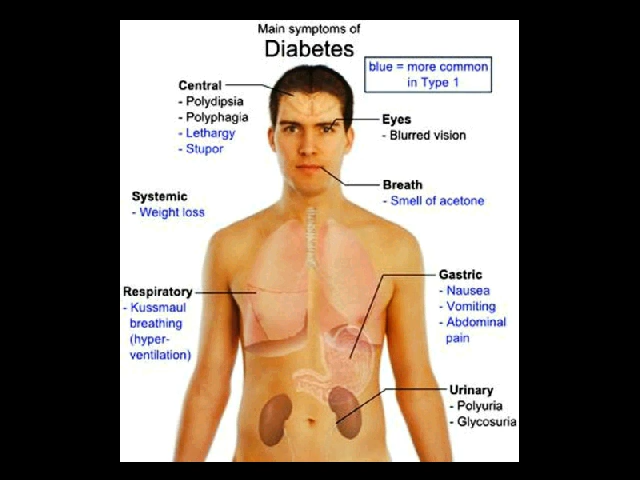 Main symptoms of
Diabetes
blue = more common
in Type 1
Central
- Polydipsia
- Polyphagia
- Lethargy
- Stupor
Eyes
- Blurred vision
Breath
- Smell of acetone
Systemic
- Weight loss
Respiratory
- Kussmaul
breathing
(hyper-
ventilation)
Gastric
- Nausea
- Vomiting
- Abdominal
pain
Urinary
- Polyuria
- Glycosuria